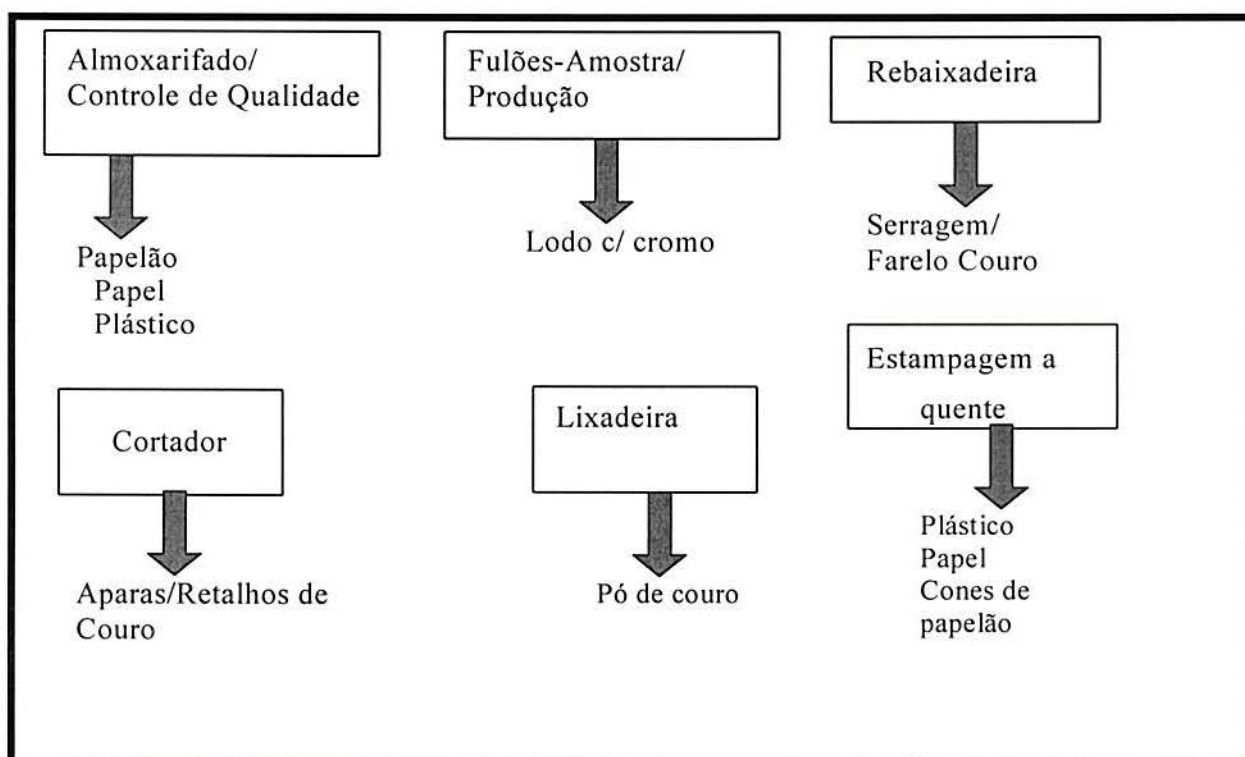 Almoxarifado/
Controle de Qualidade
Papelão
Papel
Plástico
Fulões-Amostra/
Produção
Lodo c/ cromo
Rebaixadeira
Serragem/
Farelo Couro
Cortador
Aparas/Retalhos de
Couro
Lixadeira
Pó de couro
Estampagem a
quente
Plástico
Papel
Cones de
papelão